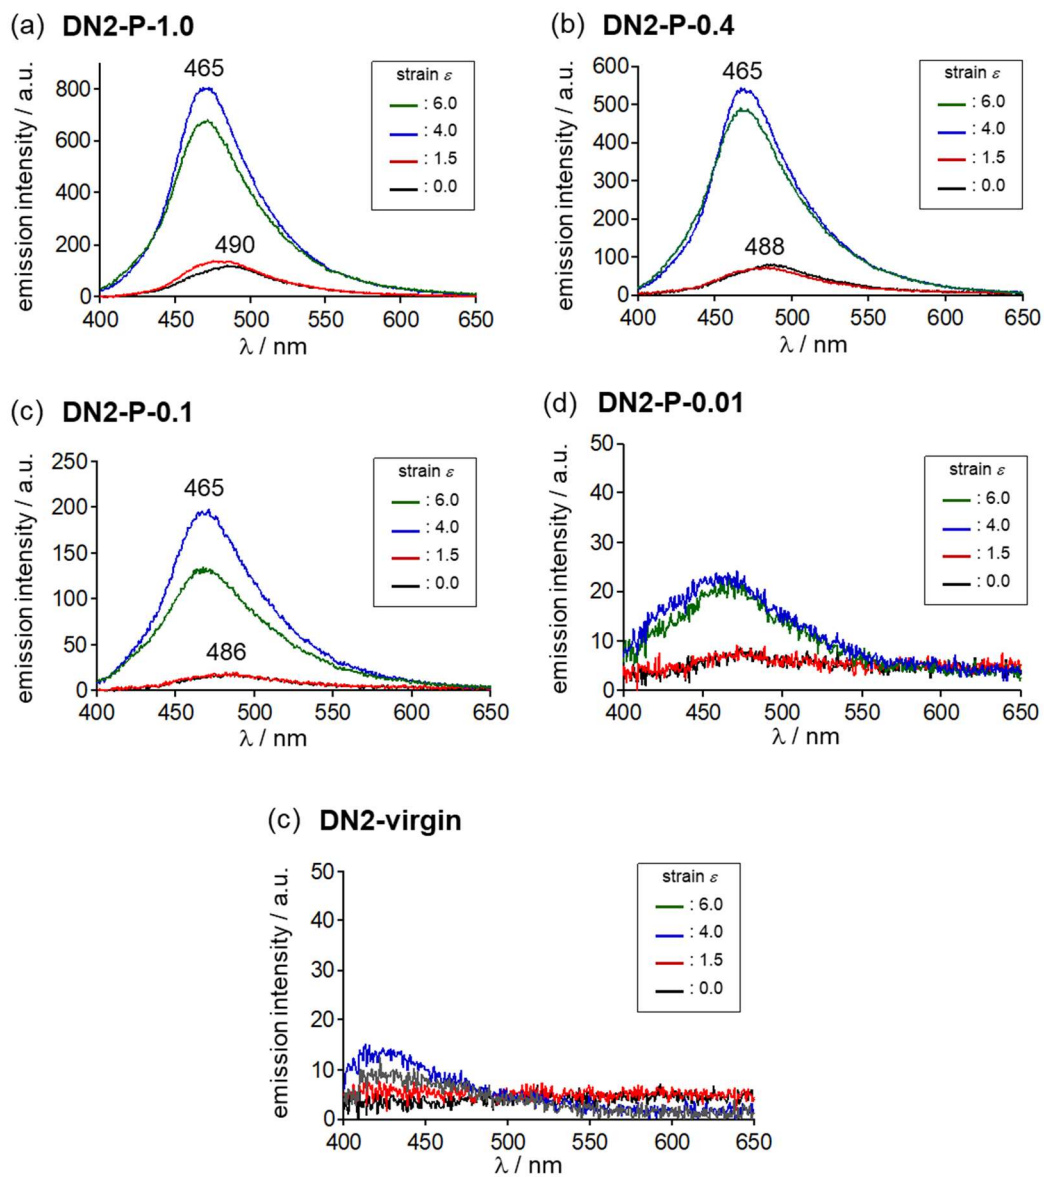 (a) DN2-P-1.0
emission intensity / a.u.
800
600
400
200
0
465
490
strain ε
: 6.0
: 4.0
: 1.5
: 0.0
400 450 500 550 600 650
λ / nm
(b) DN2-P-0.4
emission intensity / a.u.
600
500
400
300
200
100
0
465
488
strain ε
: 6.0
: 4.0
: 1.5
: 0.0
400 450 500 550 600 650
λ / nm
(c) DN2-P-0.1
emission intensity / a.u.
250
200
150
100
50
0
465
486
strain ε
: 6.0
: 4.0
: 1.5
: 0.0
400 450 500 550 600 650
λ / nm
(d) DN2-P-0.01
emission intensity / a.u.
50
40
30
20
10
0
strain ε
: 6.0
: 4.0
: 1.5
: 0.0
400 450 500 550 600 650
λ / nm
(c) DN2-virgin
emission intensity / a.u.
50
40
30
20
10
0
strain ε
: 6.0
: 4.0
: 1.5
: 0.0
400 450 500 550 600 650
λ / nm